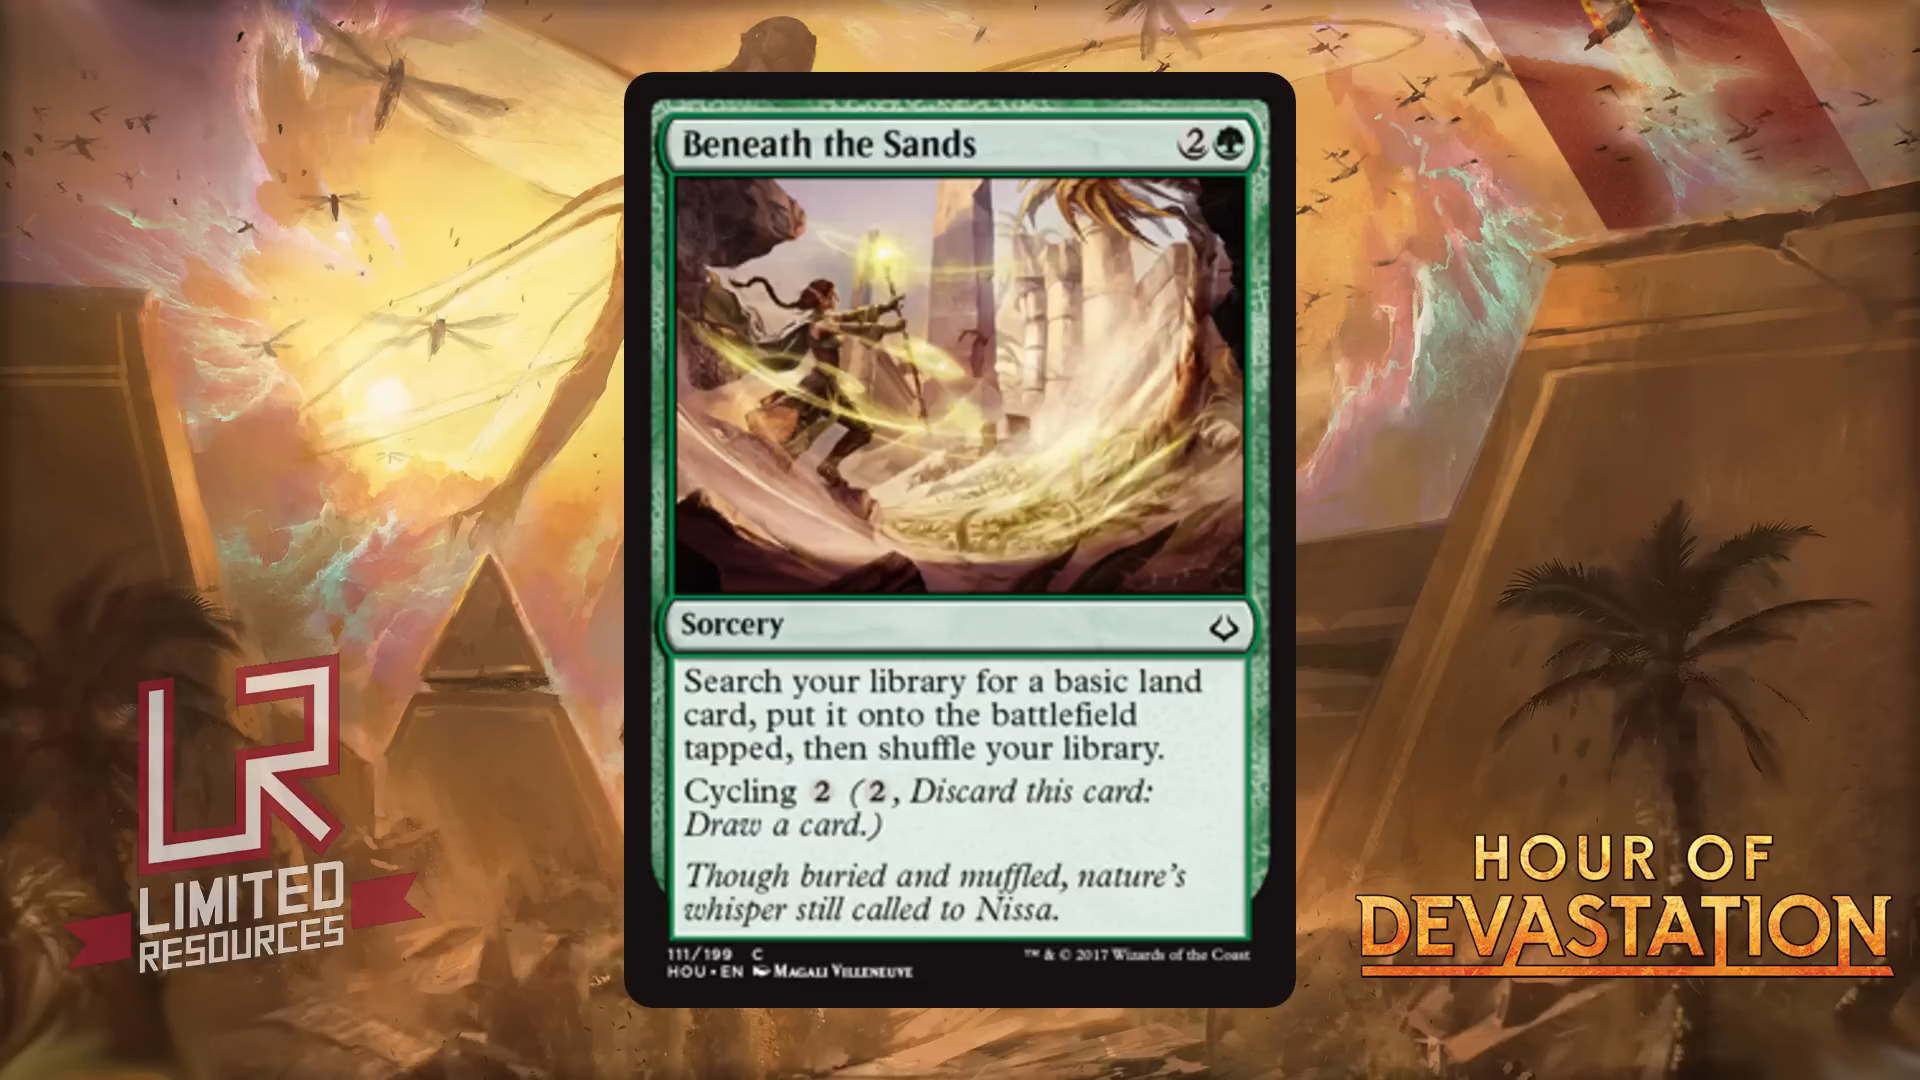 Beneath the Sands 2
Sorcery
Search your library for a basic land
card, put it onto the battlefield
tapped, then shuffle your library.
Cycling 2 (2, Discard this card:
Draw a card.)
Though buried and muffled, nature's
whisper still called to Nissa.
111/199 C
HOU • EN MAGALI VILLENEUVE
™ & © 2017 Wizards of the Coast
LR
LIMITED
RESOURCES
HOUR OF
DEVASTATION